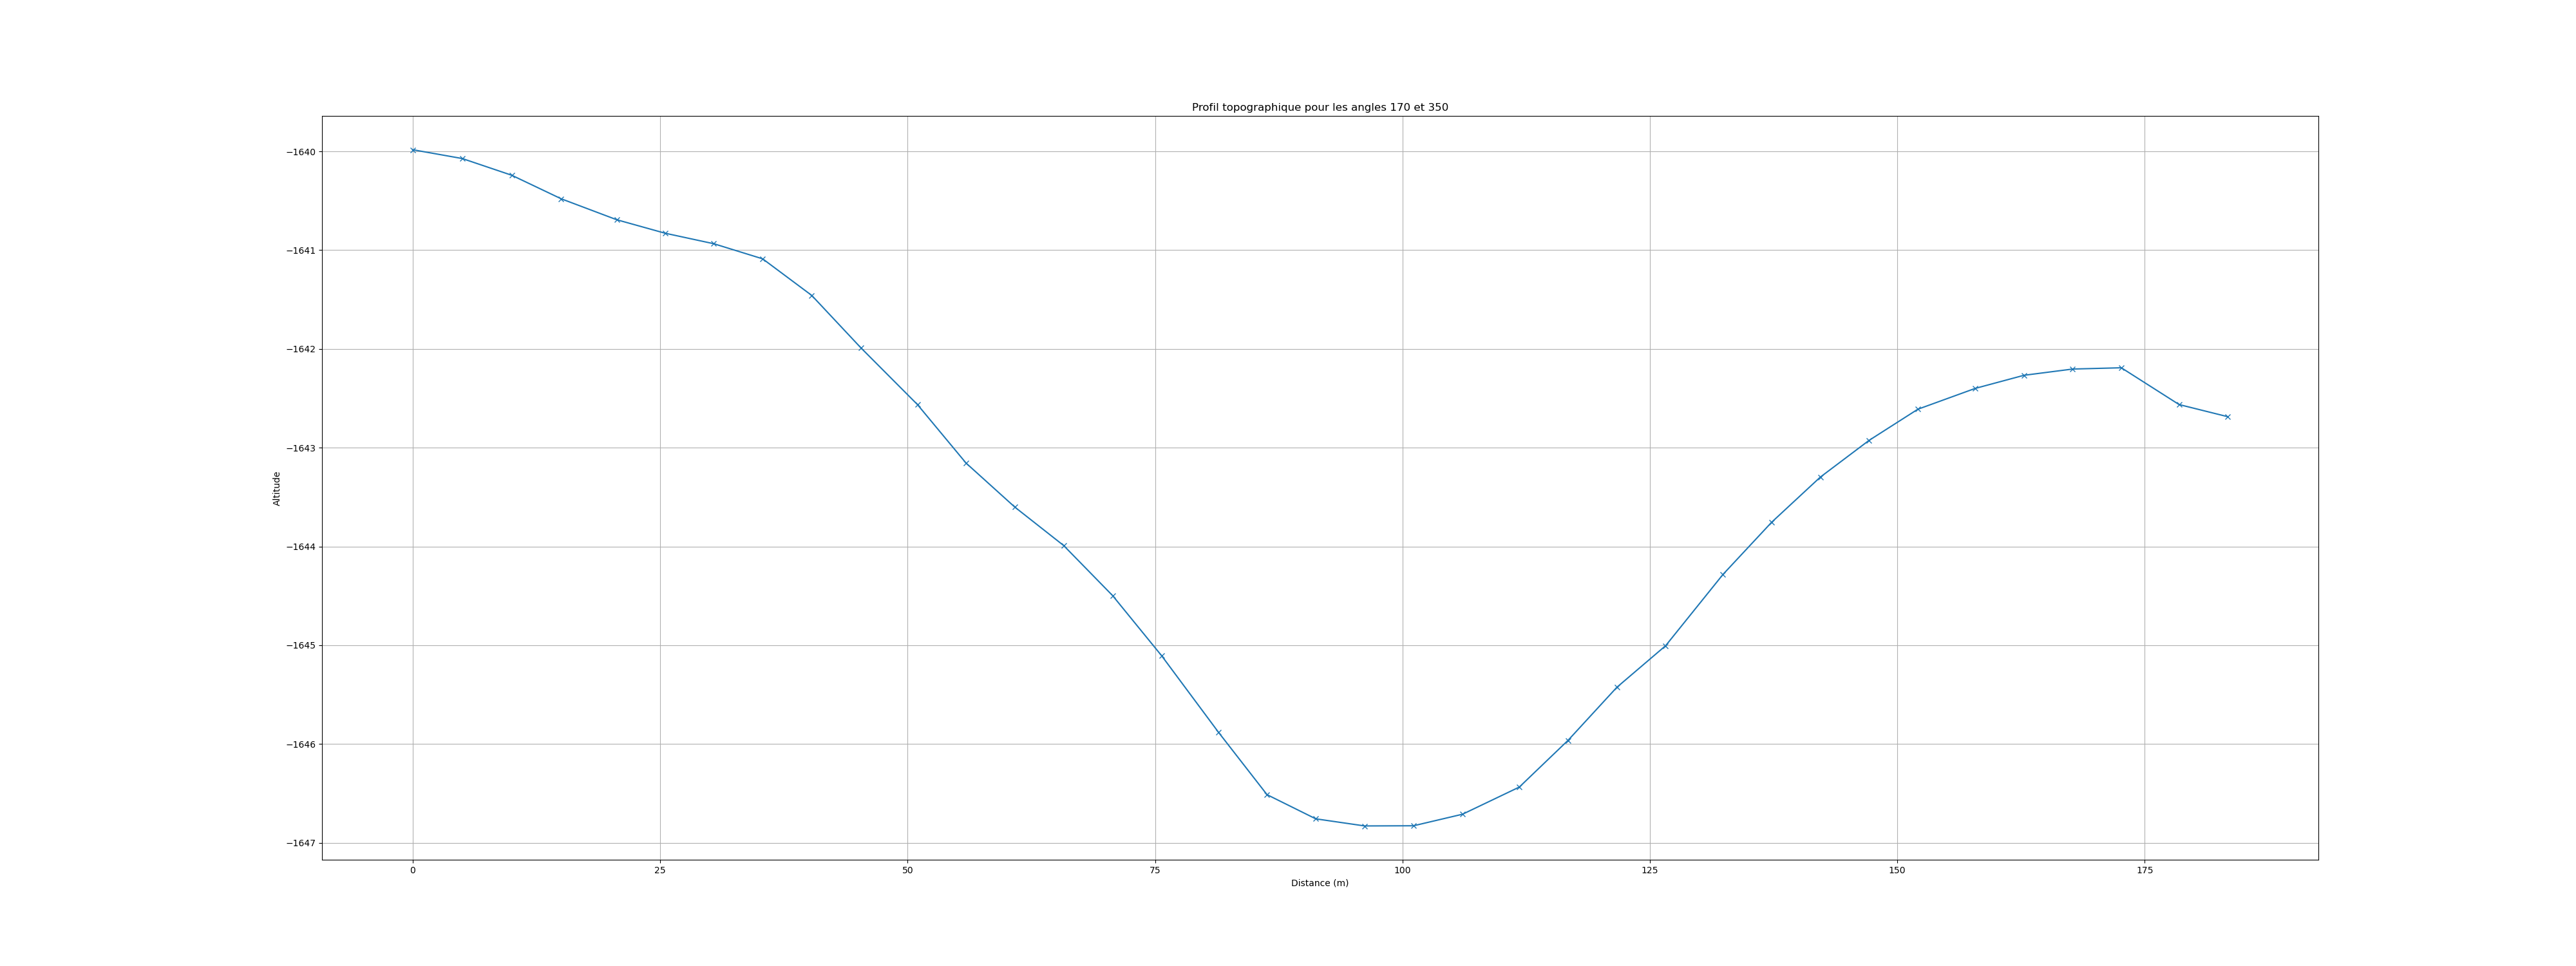 Profil topographique pour les angles 170 et 350
−1640
−1641
−1642
−1643
−1644
−1645
−1646
−1647
Altitude
0 25 50 75 100 125 150 175
Distance (m)